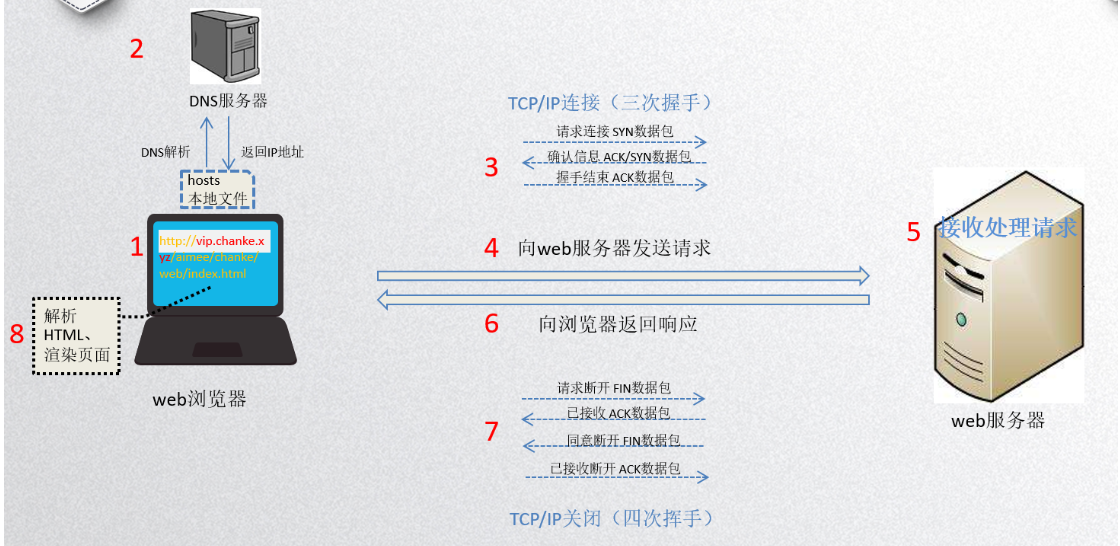 2
DNS服务器
DNS解析
返回IP地址
hosts
本地文件
1
http://vip.chanke.x
yz/aimee/chanke/
web/index.html
8
解析
HTML、
渲染页面
web浏览器
TCP/IP连接（三次握手）
请求连接 SYN数据包
3
确认信息 ACK/SYN数据包
握手结束 ACK数据包
4
向web服务器发送请求
6
向浏览器返回响应
请求断开 FIN数据包
已接收 ACK数据包
7
同意断开 FIN数据包
已接收断开 ACK数据包
TCP/IP关闭（四次挥手）
5
接收处理请求
web服务器